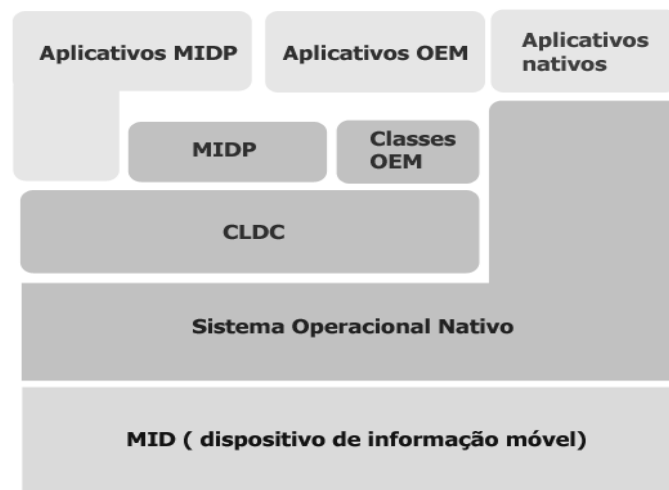 Aplicativos MIDP
Aplicativos OEM
Aplicativos
nativos
MIDP
Classes
OEM
CLDC
Sistema Operacional Nativo
MID ( dispositivo de informação móvel)